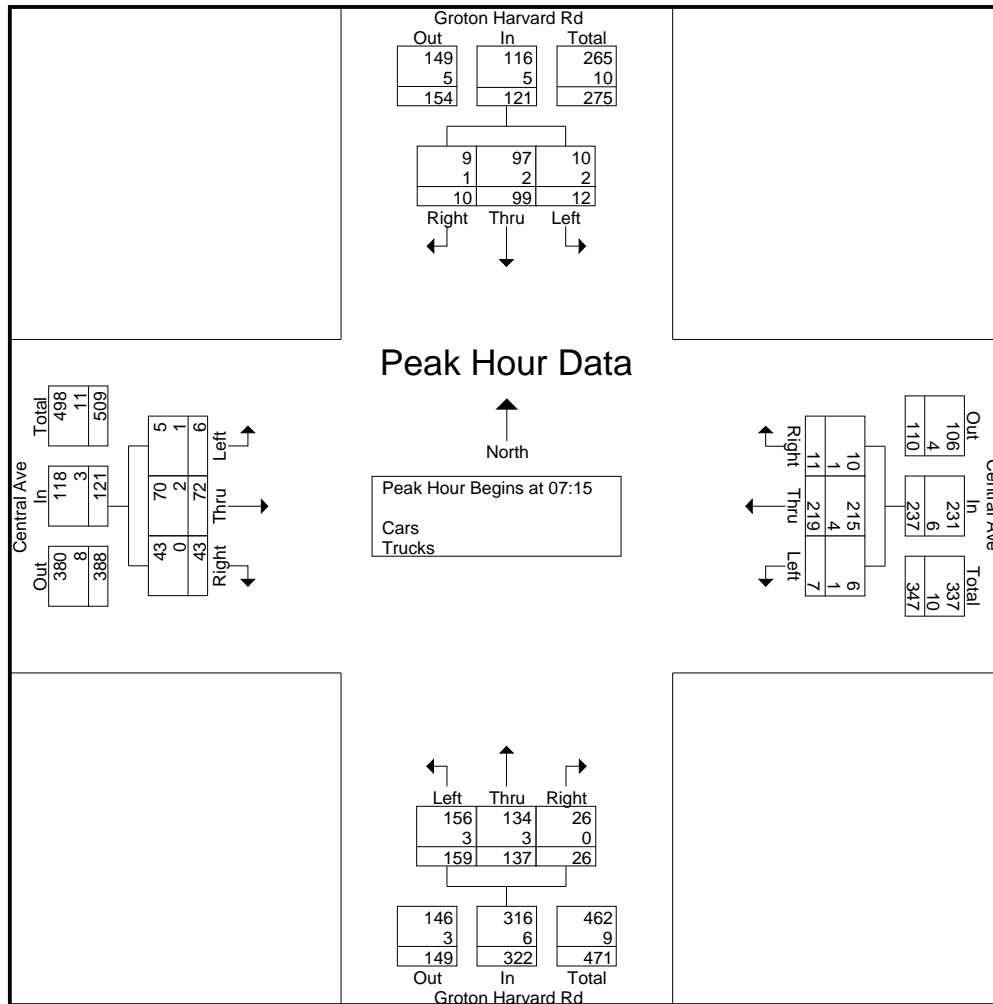 Groton Harvard Rd
Out In Total
149 116 265
5 5 10
154 121 275
9 97 10
1 2 2
10 99 12
Right Thru Left
Peak Hour Data
North
Peak Hour Begins at 07:15
Cars
Trucks
Central Ave
Total In Out
498 118 380
11 3 8
509 121 388
5 70 43
1 2 0
6 72 43
Left Thru Right
Right Thru Left
11 219 7
1 4 1
10 215 6
110 237 347
4 6 10
106 231 337
Out In Total
Central Ave
Left Thru Right
156 134 26
3 3 0
159 137 26
146 316 462
3 6 9
149 322 471
Out In Total
Groton Harvard Rd